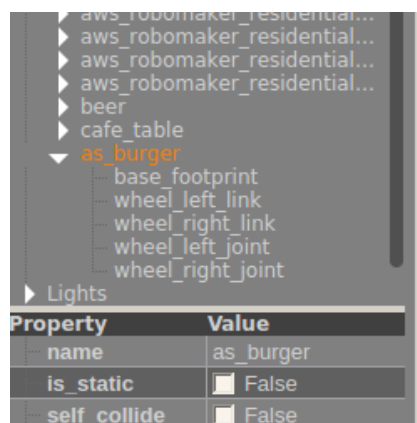 aws_robomaker_residential...
aws_robomaker_residential...
aws_robomaker_residential...
aws_robomaker_residential...
beer
cafe_table
as_burger
base_footprint
wheel_left_link
wheel_right_link
wheel_left_joint
wheel_right_joint
Lights
Property Value
name as_burger
is_static False
self_collide False